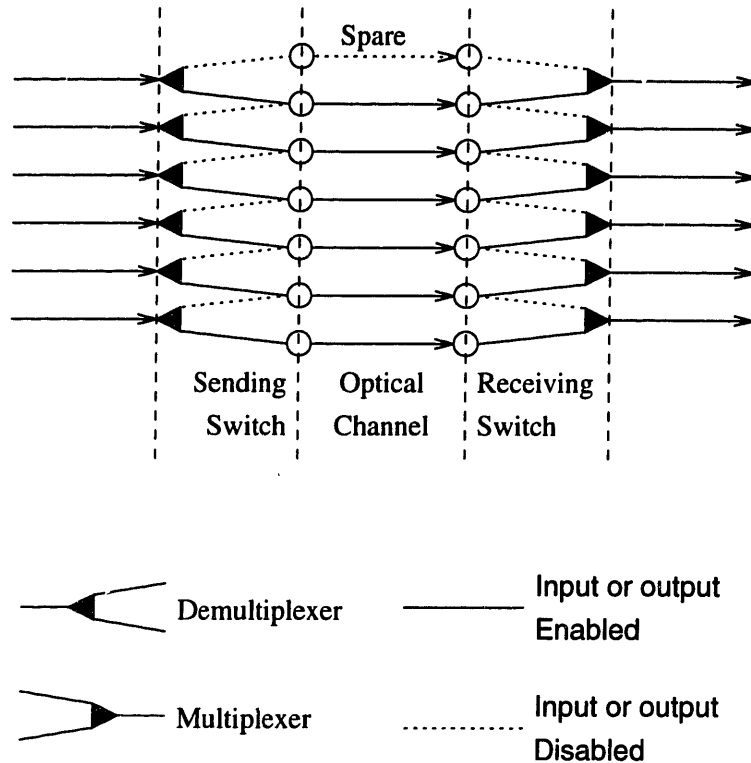 Spare
Sending Optical Receiving
Switch Channel Switch
Demultiplexer
Input or output
Enabled
Multiplexer
Input or output
Disabled